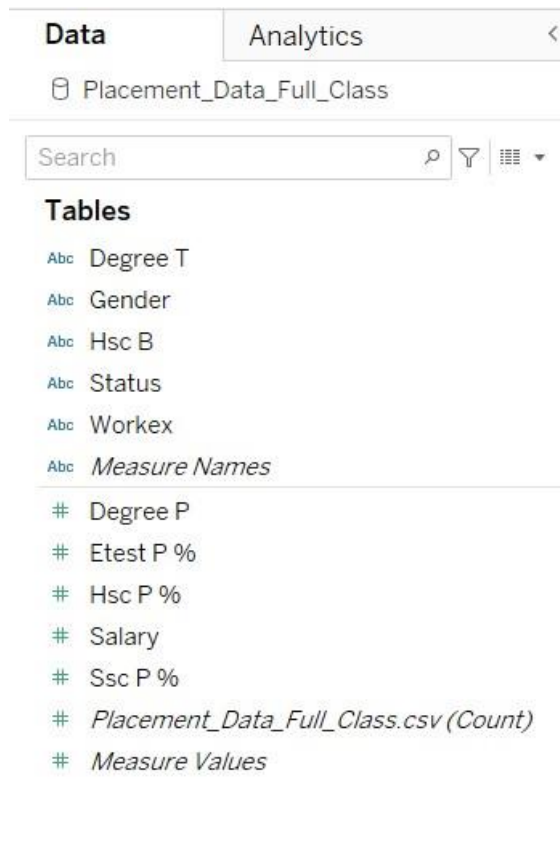 Data Analytics
Placement_Data_Full_Class
Search
Tables
Abc Degree T
Abc Gender
Abc Hsc B
Abc Status
Abc Workex
Abc Measure Names
# Degree P
# Etest P %
# Hsc P %
# Salary
# Ssc P %
# Placement_Data_Full_Class.csv (Count)
# Measure Values